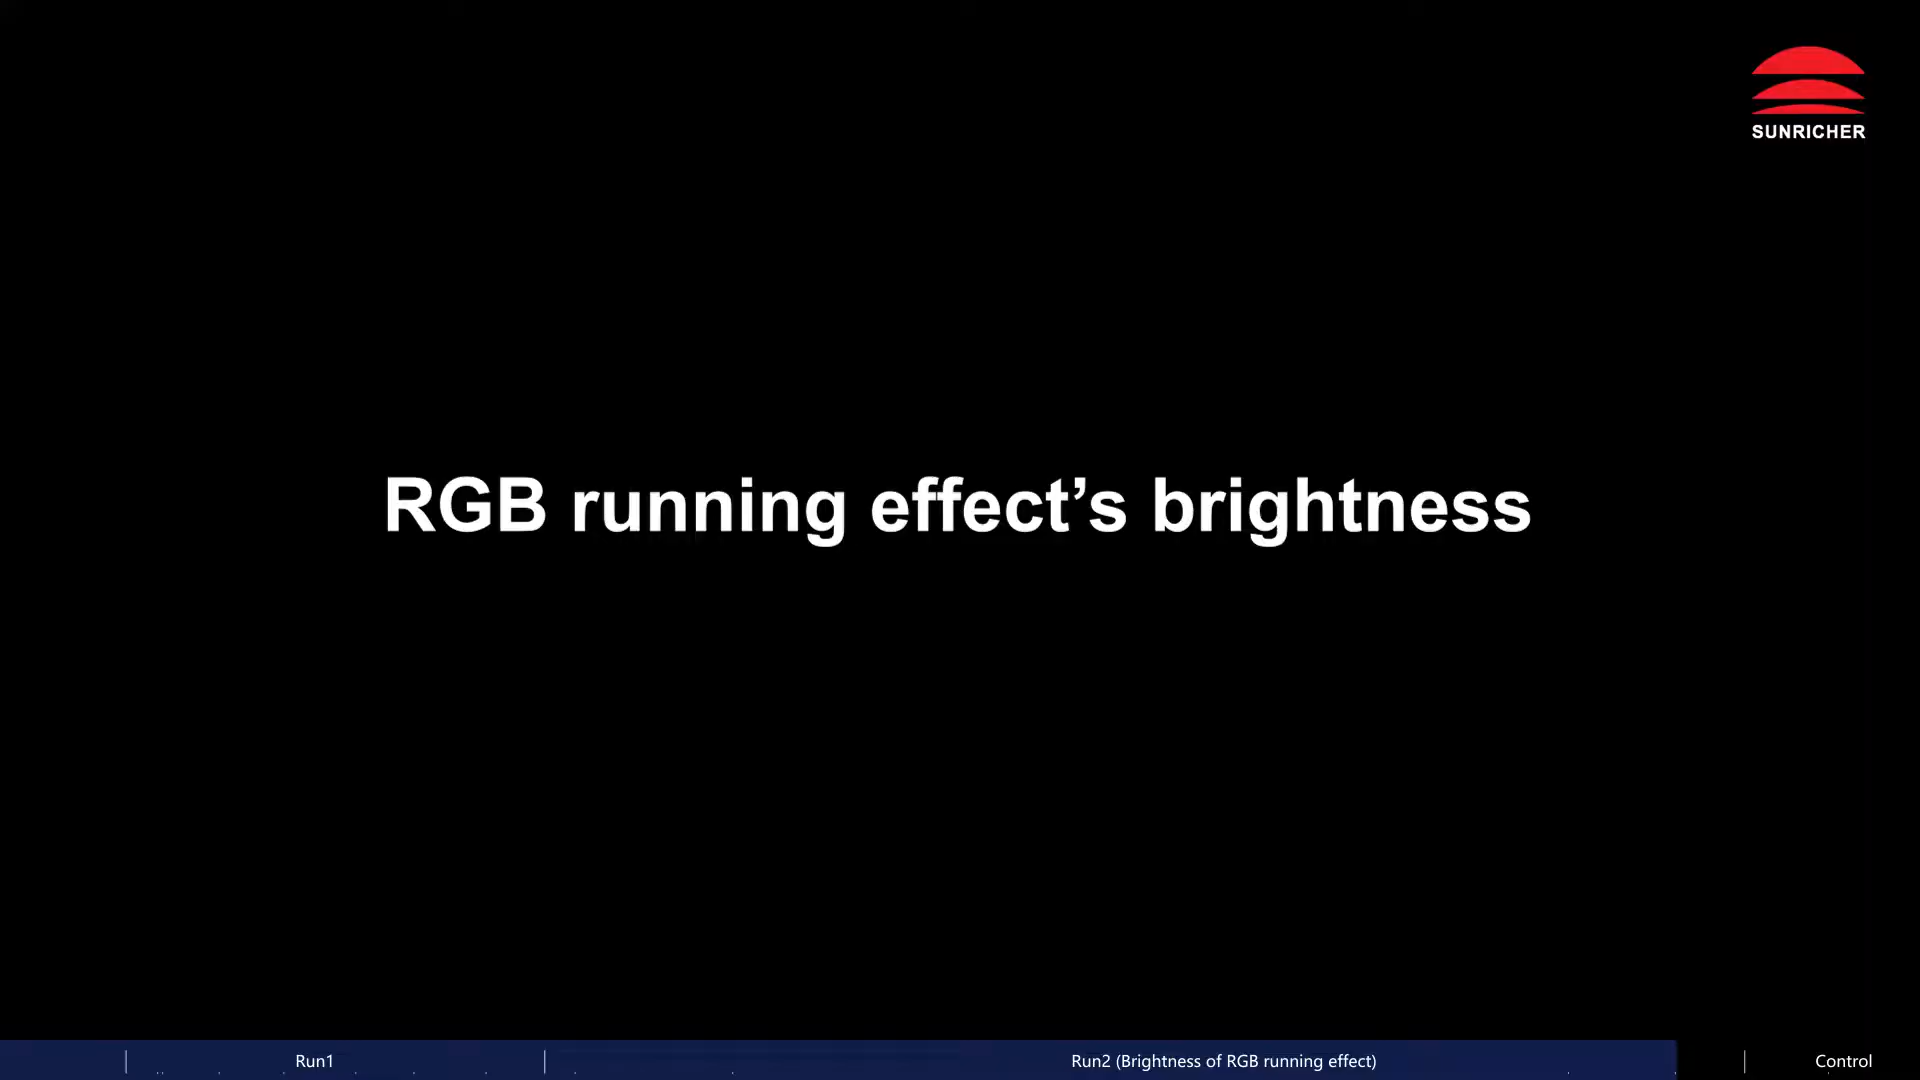 SUNRICHER
RGB running effect’s brightness
Run1
Run2 (Brightness of RGB running effect)
Control